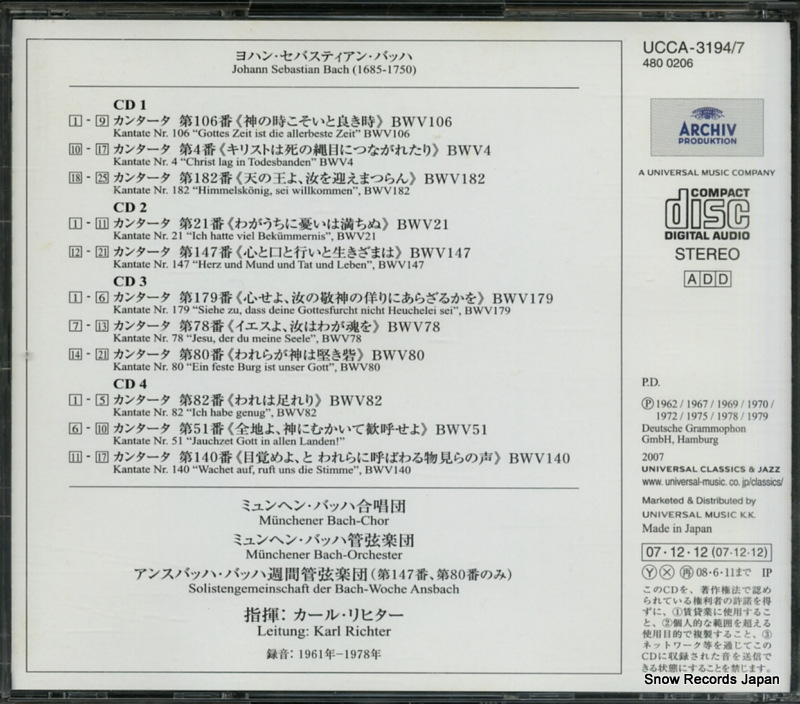 ヨハン・セバスティアン・バッハ
Johann Sebastian Bach (1685-1750)
CD 1
1 - 9 カンタータ 第106番《神の時こそいと良き時》BWV106
Kantate Nr. 106 “Gottes Zeit ist die allerbeste Zeit” BWV106
10 - 17 カンタータ 第4番《キリストは死の縄目につながれたり》BWV4
Kantate Nr. 4 “Christ lag in Todesbanden” BWV4
18 - 25 カンタータ 第182番《天の王よ、汝を迎えまつらん》BWV182
Kantate Nr. 182 “Himmelskönig, sei willkommen”, BWV182
CD 2
1 - 11 カンタータ 第21番《わがうちに憂いは満ちぬ》BWV21
Kantate Nr. 21 “Ich hatte viel Bekümmernis”, BWV21
12 - 21 カンタータ 第147番《心と口と行いと生きざまは》BWV147
Kantate Nr. 147 “Herz und Mund und Tat und Leben”, BWV147
CD 3
1 - 6 カンタータ 第179番《心せよ、汝の敬神の佯りにあらざるかを》BWV179
Kantate Nr. 179 “Siehe zu, dass deine Gottesfurcht nicht Heuchelei sei”, BWV179
7 - 13 カンタータ 第78番《イエスよ、汝はわが魂を》BWV78
Kantate Nr. 78 “Jesu, der du meine Seele”, BWV78
14 - 21 カンタータ 第80番《われらが神は堅き砦》BWV80
Kantate Nr. 80 “Ein feste Burg ist unser Gott”, BWV80
CD 4
1 - 5 カンタータ 第82番《われは足れり》BWV82
Kantate Nr. 82 “Ich habe genug”, BWV82
6 - 10 カンタータ 第51番《全地よ、神にむかいて歓呼せよ》BWV51
Kantate Nr. 51 “Jauchzet Gott in allen Landen!”
11 - 17 カンタータ 第140番《目覚めよ、と われらに呼ばわる物見らの声》BWV140
Kantate Nr. 140 “Wachet auf, ruft uns die Stimme”, BWV140
ミュンヘン・バッハ合唱団
Münchener Bach-Chor
ミュンヘン・バッハ管弦楽団
Münchener Bach-Orchester
アンスバッハ・バッハ週間管弦楽団(第147番、第80番のみ)
Solistengemeinschaft der Bach-Woche Ansbach
指揮：カール・リヒター
Leitung: Karl Richter
録音：1961年－1978年
UCCA-3194/7
480 0206
ARCHIV
PRODUKTION
A UNIVERSAL MUSIC COMPANY
COMPACT
disc
DIGITAL AUDIO
STEREO
ADD
P.D.
Ⓟ 1962 / 1967 / 1969 / 1970 /
1972 / 1975 / 1978 / 1979
Deutsche Grammophon
GmbH, Hamburg
2007
UNIVERSAL CLASSICS & JAZZ
www. universal-music. co. jp/classics/
Marketed & Distributed by
UNIVERSAL MUSIC K.K.
Made in Japan
07・12・12 (07・12・12)
Ⓨ Ⓧ 再 08・6・11まで IP
このCDを、著作権法で認め
られている権利者の許諾を得
ずに、①賃貸業に使用するこ
と、②個人的な範囲を超える
使用目的で複製すること、③
ネットワーク等を通じてこの
CDに収録された音を送信で
きる状態にすることを禁じます。
Snow Records Japan